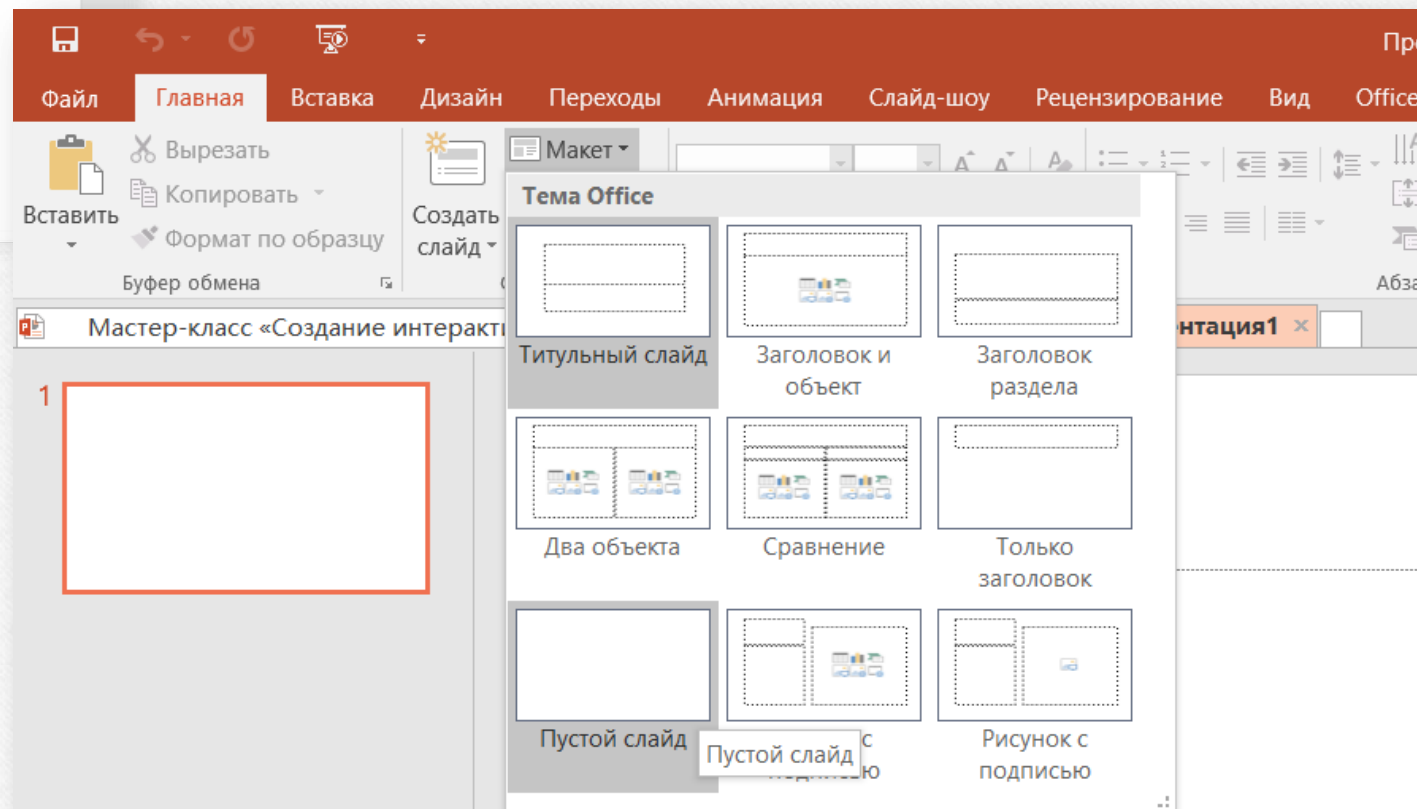 Пре
Файл Главная Вставка Дизайн Переходы Анимация Слайд-шоу Рецензирование Вид Office
Вставить
Вырезать
Копировать
Формат по образцу
Буфер обмена
Создать
слайд
Макет
Абза
Мастер-класс «Создание интеракти
нтация1
1
Тема Office
Титульный слайд
Заголовок и
объект
Заголовок
раздела
Два объекта
Сравнение
Только
заголовок
Пустой слайд
Пустой слайд
с
Рисунок с
подписью